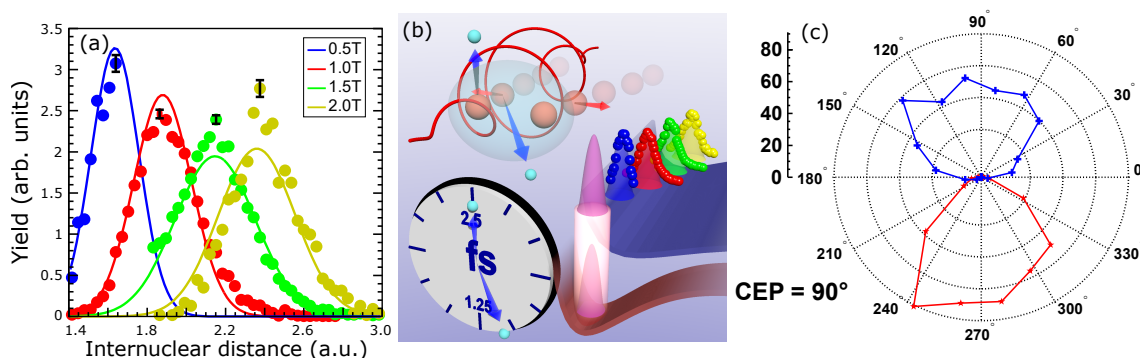 (a)
0.5T
1.0T
1.5T
2.0T
3.5
3
2.5
2
1.5
1
0.5
0
Yield (arb. units)
1.4
1.8
2.2
2.6
3.0
Internuclear distance (a.u.)
(b)
2.5
fs
1.25
(c)
80
60
40
20
0
90°
60°
30°
0°
330°
300°
270°
240°
210°
180°
150°
120°
CEP = 90°